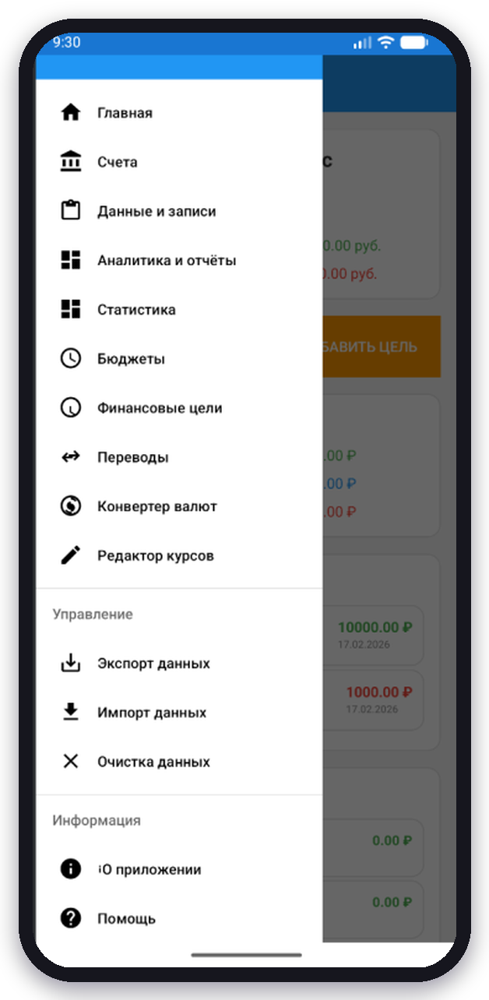 9:30
Главная
Счета
Данные и записи
Аналитика и отчёты
Статистика
Бюджеты
Финансовые цели
Переводы
Конвертер валют
Редактор курсов
Управление
Экспорт данных
Импорт данных
Очистка данных
Информация
О приложении
Помощь
с
0.00 руб.
0.00 руб.
БАВИТЬ ЦЕЛЬ
.00 ₽
.00 ₽
.00 ₽
10000.00 ₽
17.02.2026
1000.00 ₽
17.02.2026
0.00 ₽
0.00 ₽